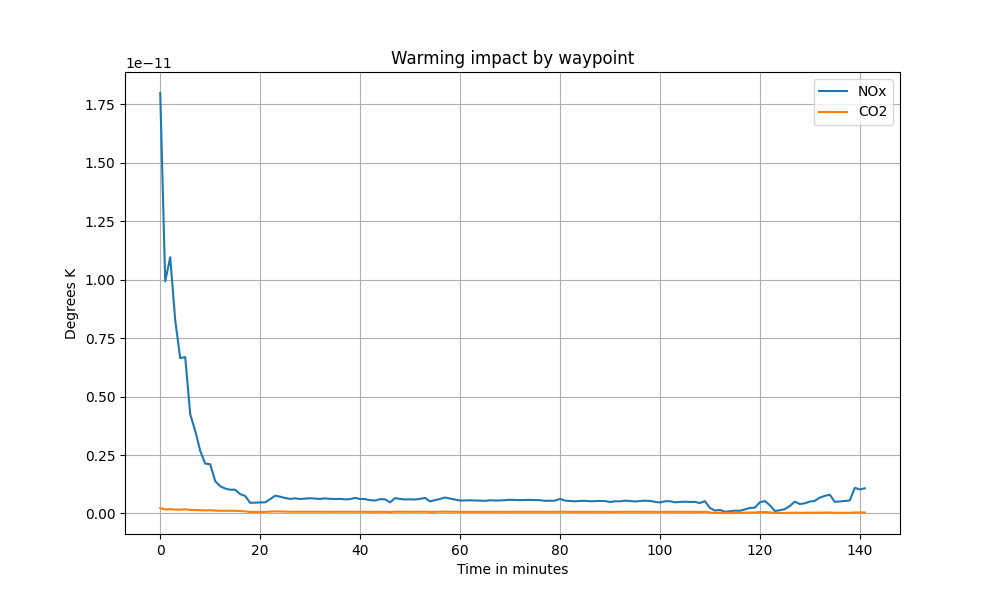 Warming impact by waypoint
1e−11
NOx
CO2
1.75
1.50
1.25
1.00
0.75
0.50
0.25
0.00
Degrees K
0 20 40 60 80 100 120 140
Time in minutes